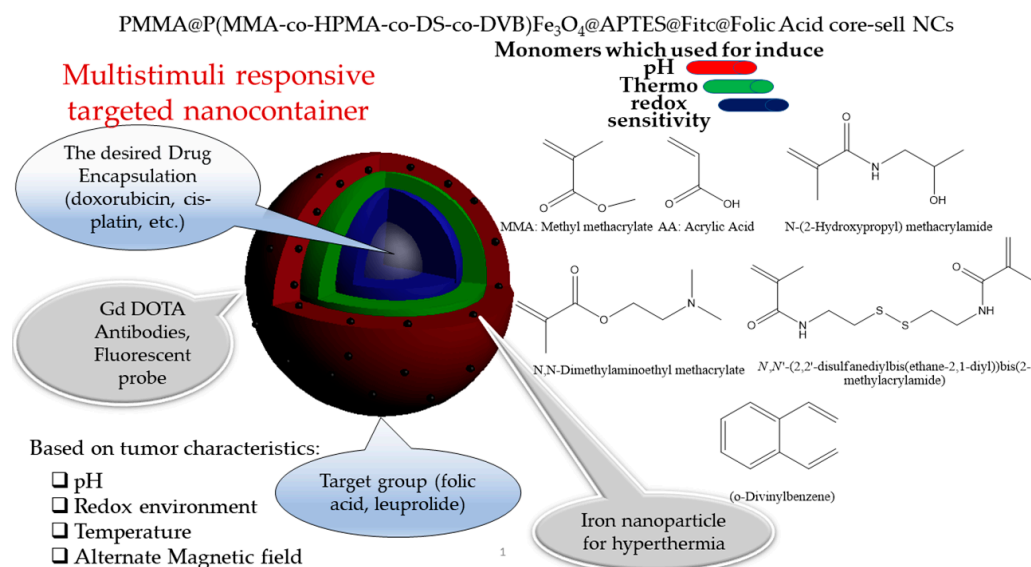 PMMA@P(MMA-co-HPMA-co-DS-co-DVB)Fe₃O₄@APTES@Fitc@Folic Acid core-sell NCs
Multistimuli responsive
targeted nanocontainer
Monomers which used for induce
pH
Thermo
redox
sensitivity
The desired Drug
Encapsulation
(doxorubicin, cis-
platin, etc.)
Gd DOTA
Antibodies,
Fluorescent
probe
Based on tumor characteristics:
❑ pH
❑ Redox environment
❑ Temperature
❑ Alternate Magnetic field
Target group (folic
acid, leuprolide)
Iron nanoparticle
for hyperthermia
O
O
MMA: Methyl methacrylate
O
OH
AA: Acrylic Acid
O
N
H
OH
N-(2-Hydroxypropyl) methacrylamide
O
O
N
N,N-Dimethylaminoethyl methacrylate
O
N
H
S
S
NH
O
N,N'-(2,2'-disulfanediylbis(ethane-2,1-diyl))bis(2-
methylacrylamide)
(o-Divinylbenzene)
1